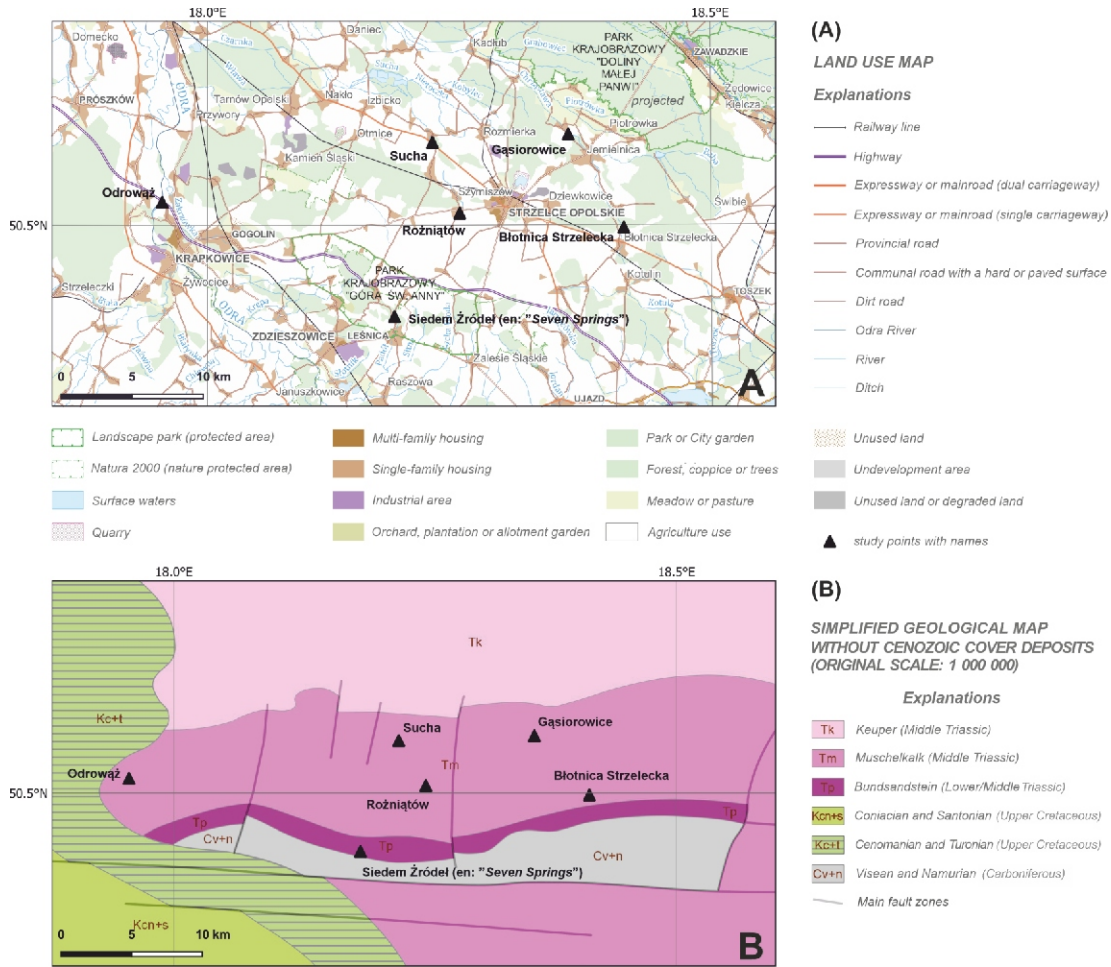 18.0°E
18.5°E
Domecko
Daniec
Kadłub
PARK
KRAJOBRAZOWY
"DOLINY
MAŁEJ
PANWI"
projected
ZAWADZKIE
Żędowice
Kielcza
PRÓSZKÓW
ODRA
Tarnów Opolski
Przywory
Nakło
Izbicko
Sucha
Otmice
Rozmierka
Piotrówka
Jemielnica
Kamień Śląski
Sucha
Gąsiorowice
Odrowąż
Szymiszów
Dziewkowice
STRZELCE OPOLSKIE
Świbie
50.5°N
Rożniątów
Błotnica Strzelecka
Błotnica Strzelecka
GOGOLIN
KRAPKOWICE
PARK
KRAJOBRAZOWY
"GÓRA ŚW. ANNY"
Kotulin
TOSZEK
Strzeleczki
Żywocice
ODRA
Siedem Źródeł (en: "Seven Springs")
ZDZIESZOWICE
LEŚNICA
Zalesie Śląskie
Januszkowice
Raszowa
UJAZD
0 5 10 km
A
(A)
LAND USE MAP
Explanations
Railway line
Highway
Expressway or mainroad (dual carriageway)
Expressway or mainroad (single carriageway)
Provincial road
Communal road with a hard or paved surface
Dirt road
Odra River
River
Ditch
Landscape park (protected area)
Natura 2000 (nature protected area)
Surface waters
Quarry
Multi-family housing
Single-family housing
Industrial area
Orchard, plantation or allotment garden
Park or City garden
Forest, coppice or trees
Meadow or pasture
Agriculture use
Unused land
Undevelopment area
Unused land or degraded land
study points with names
18.0°E
18.5°E
Tk
Kc+t
Sucha
Gąsiorowice
Odrowąż
Tm
Rożniątów
Błotnica Strzelecka
50.5°N
Tp
Tp
Cv+n
Tp
Cv+n
Siedem Źródeł (en: "Seven Springs")
Kcn+s
0 5 10 km
B
(B)
SIMPLIFIED GEOLOGICAL MAP
WITHOUT CENOZOIC COVER DEPOSITS
(ORIGINAL SCALE: 1 000 000)
Explanations
Tk Keuper (Middle Triassic)
Tm Muschelkalk (Middle Triassic)
Tp Bundsandstein (Lower/Middle Triassic)
Kcn+s Coniacian and Santonian (Upper Cretaceous)
Kc+t Cenomanian and Turonian (Upper Cretaceous)
Cv+n Visean and Namurian (Carboniferous)
Main fault zones